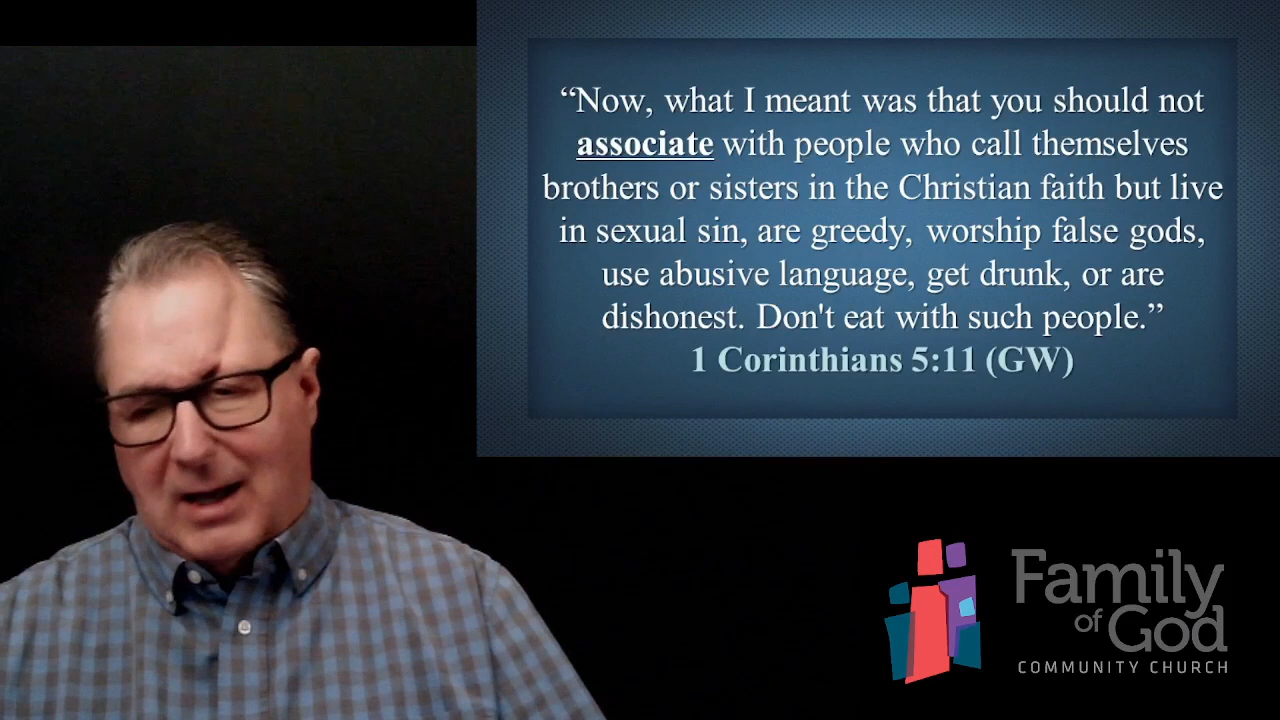 “Now, what I meant was that you should not
associate with people who call themselves
brothers or sisters in the Christian faith but live
in sexual sin, are greedy, worship false gods,
use abusive language, get drunk, or are
dishonest. Don't eat with such people.”
1 Corinthians 5:11 (GW)
Family
of God
COMMUNITY CHURCH